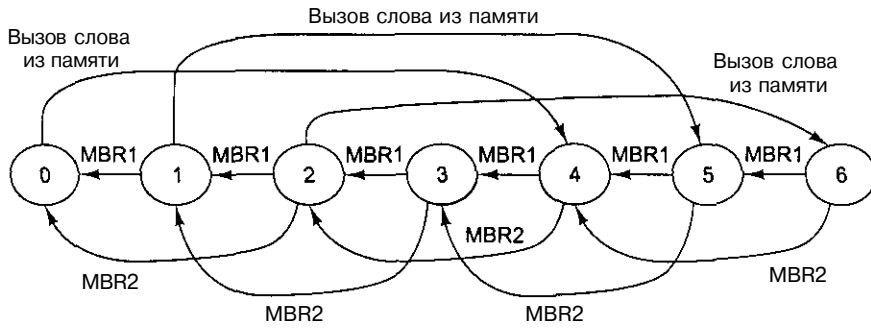 Вызов слова
из памяти
Вызов слова из памяти
Вызов слова
из памяти
MBR1 MBR1 MBR1 MBR1 MBR1 MBR1
0 1 2 3 4 5 6
MBR2
MBR2
MBR2
MBR2
MBR2